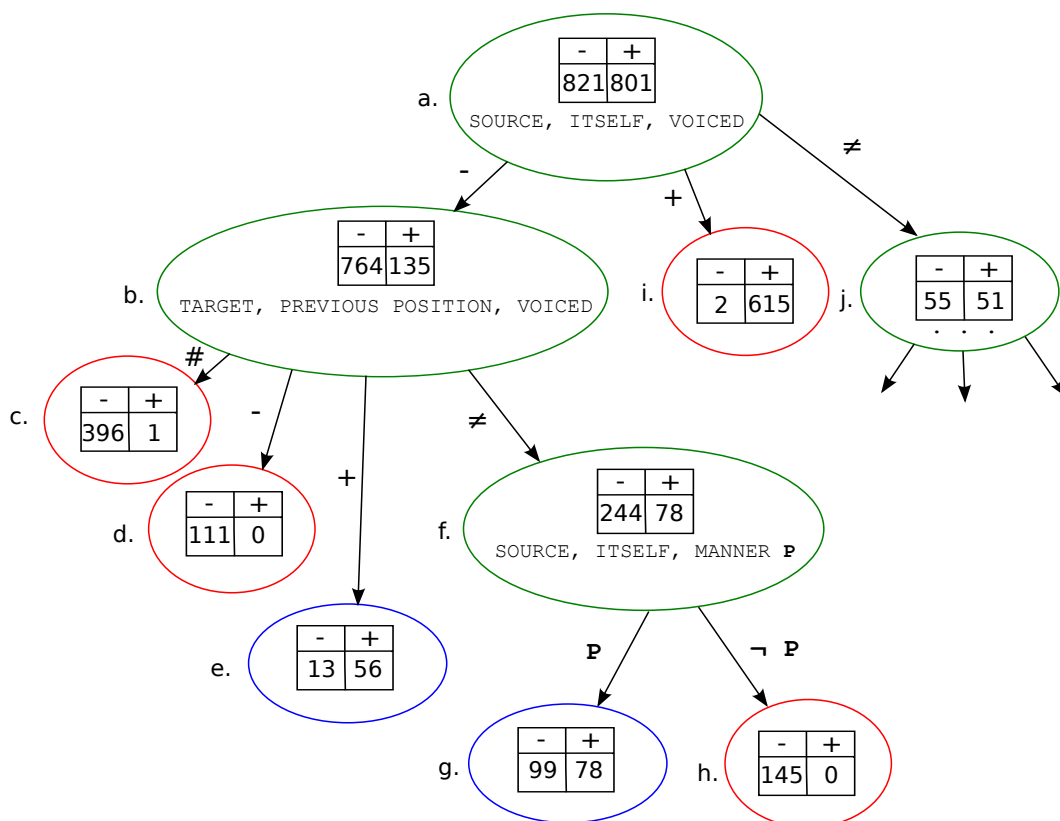 - +
821 801
a.
SOURCE, ITSELF, VOICED
- + ≠
- +
764 135
b.
TARGET, PREVIOUS POSITION, VOICED
- +
2 615
i.
- +
55 51
j.
. . .
# - + ≠
- +
396 1
c.
- +
111 0
d.
- +
244 78
f.
SOURCE, ITSELF, MANNER P
- +
13 56
e.
P ¬ P
- +
99 78
g.
- +
145 0
h.